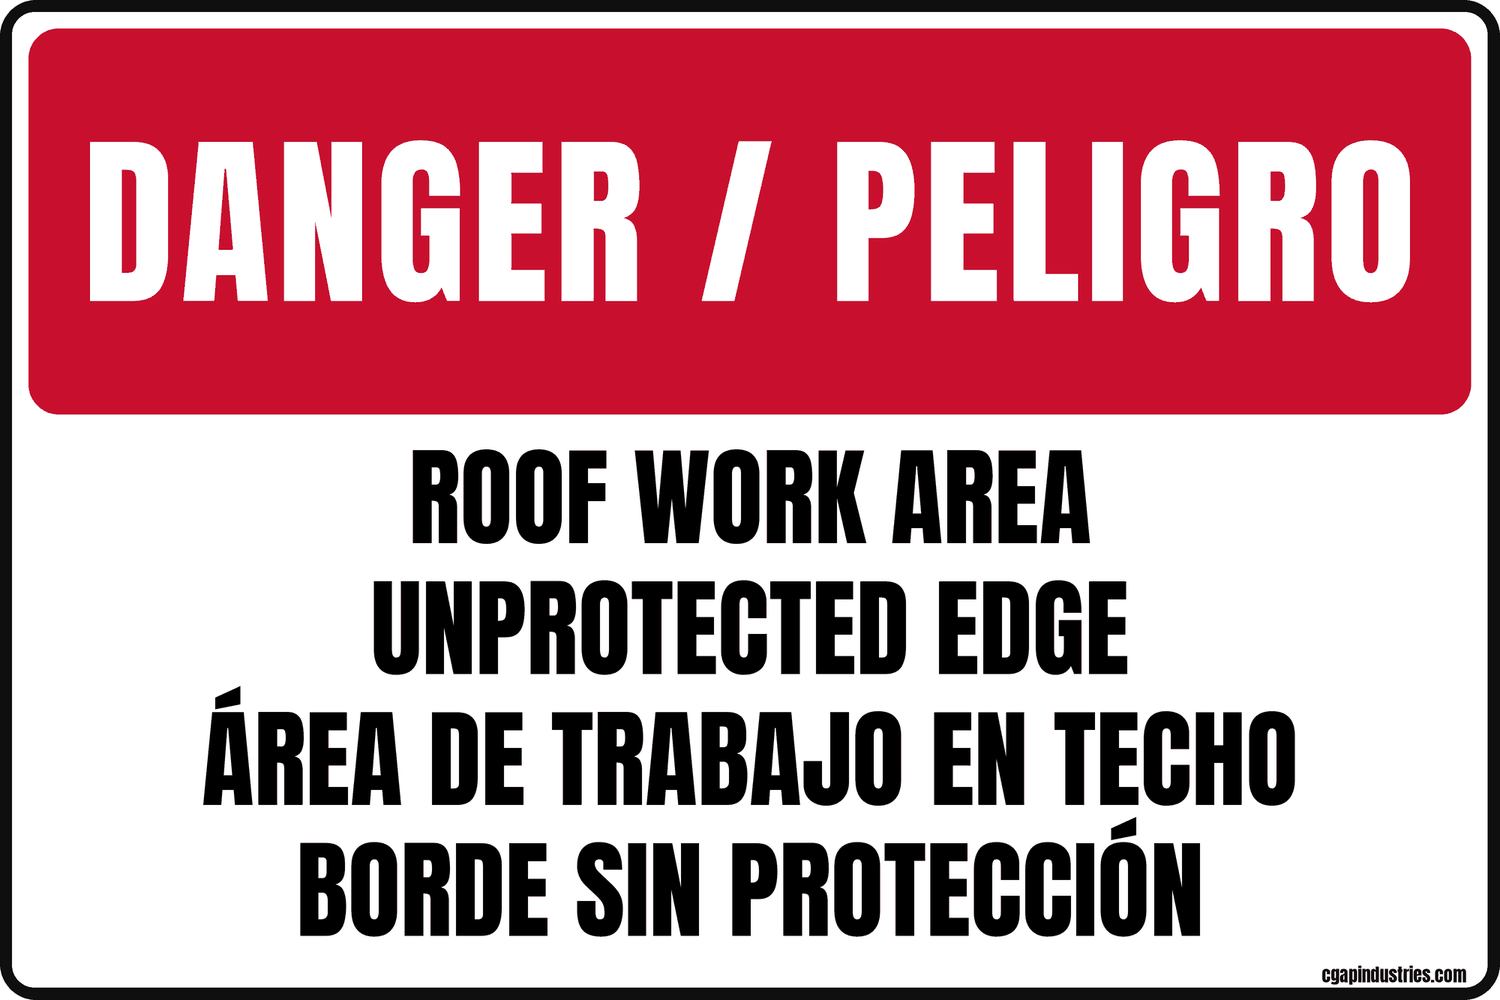 DANGER / PELIGRO
ROOF WORK AREA
UNPROTECTED EDGE
ÁREA DE TRABAJO EN TECHO
BORDE SIN PROTECCIÓN
cgapindustries.com